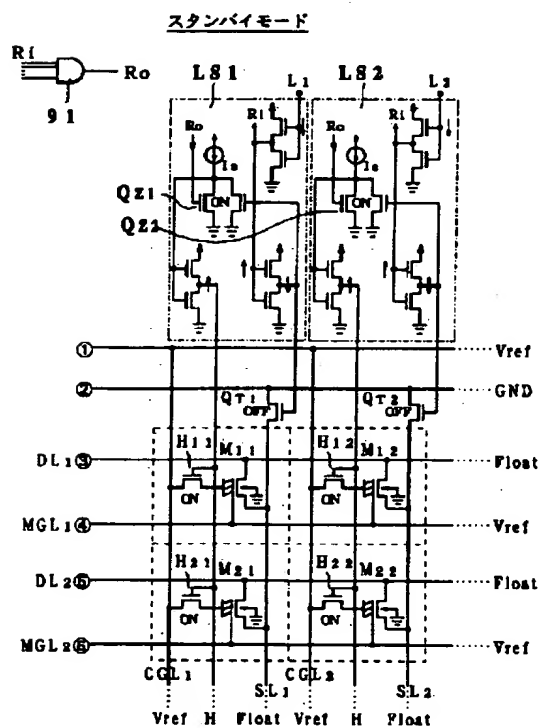 スタンバイモード
Ri
Ro
91
LS1
L1
LS2
L2
Ro
Ri
Ro
Ri
Is
Is
QZ1
ON
ON
QZ2
① Vref
② GND
QT1
OFF
QT2
OFF
H11
M11
H12
M12
DL1③ Float
ON
ON
MGL1④ Vref
H21
M21
H22
M22
DL2⑤ Float
ON
ON
MGL2⑥ Vref
CGL1
SL1
CGL2
SL2
Vref H Float Vref H Float